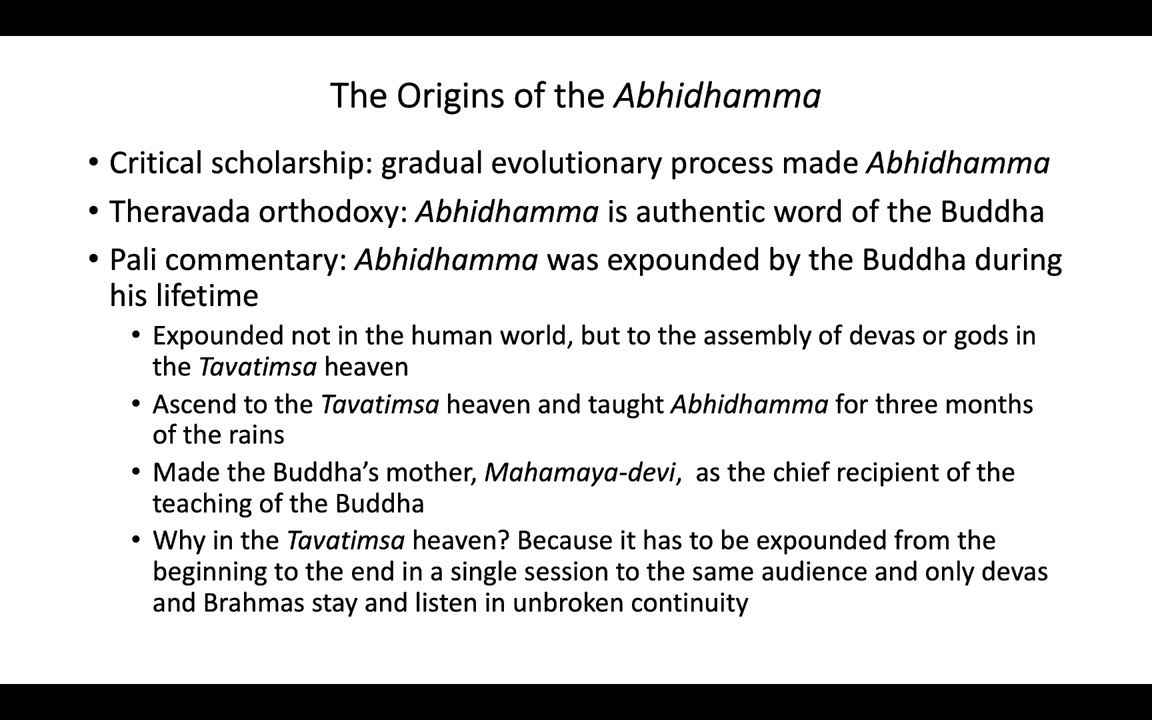 The Origins of the Abhidhamma
• Critical scholarship: gradual evolutionary process made Abhidhamma
• Theravada orthodoxy: Abhidhamma is authentic word of the Buddha
• Pali commentary: Abhidhamma was expounded by the Buddha during
his lifetime
• Expounded not in the human world, but to the assembly of devas or gods in
the Tavatimsa heaven
• Ascend to the Tavatimsa heaven and taught Abhidhamma for three months
of the rains
• Made the Buddha’s mother, Mahamaya-devi, as the chief recipient of the
teaching of the Buddha
• Why in the Tavatimsa heaven? Because it has to be expounded from the
beginning to the end in a single session to the same audience and only devas
and Brahmas stay and listen in unbroken continuity